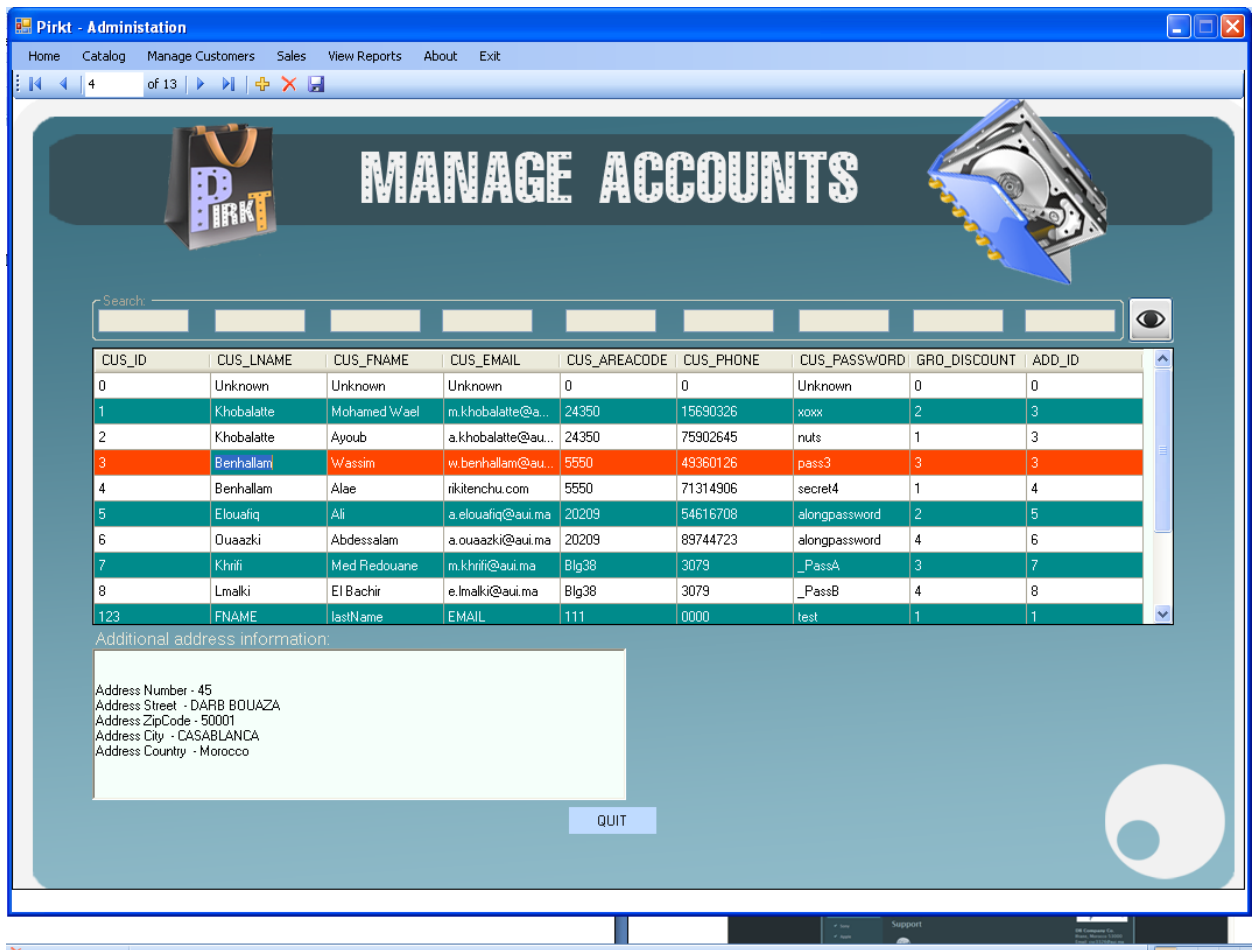 Pirkt - Administation
Home Catalog Manage Customers Sales View Reports About Exit
4 of 13
PIRKT
MANAGE ACCOUNTS
Search:
CUS_ID CUS_LNAME CUS_FNAME CUS_EMAIL CUS_AREACODE CUS_PHONE CUS_PASSWORD GRO_DISCOUNT ADD_ID
0 Unknown Unknown Unknown 0 0 Unknown 0 0
1 Khobalatte Mohamed Wael m.khobalatte@a... 24350 15690326 xoxx 2 3
2 Khobalatte Ayoub a.khobalatte@au... 24350 75902645 nuts 1 3
3 Benhallam Wassim w.benhallam@au... 5550 49360126 pass3 3 3
4 Benhallam Alae rikitenchu.com 5550 71314906 secret4 1 4
5 Elouafiq Ali a.elouafiq@aui.ma 20209 54616708 alongpassword 2 5
6 Ouaazki Abdessalam a.ouaazki@aui.ma 20209 89744723 alongpassword 4 6
7 Khrifi Med Redouane m.khrifi@aui.ma Blg38 3079 _PassA 3 7
8 Lmalki El Bachir e.lmalki@aui.ma Blg38 3079 _PassB 4 8
123 FNAME lastName EMAIL 111 0000 test 1 1
Additional address information:
Address Number - 45
Address Street - DARB BOUAZA
Address ZipCode - 50001
Address City - CASABLANCA
Address Country - Morocco
QUIT
Support